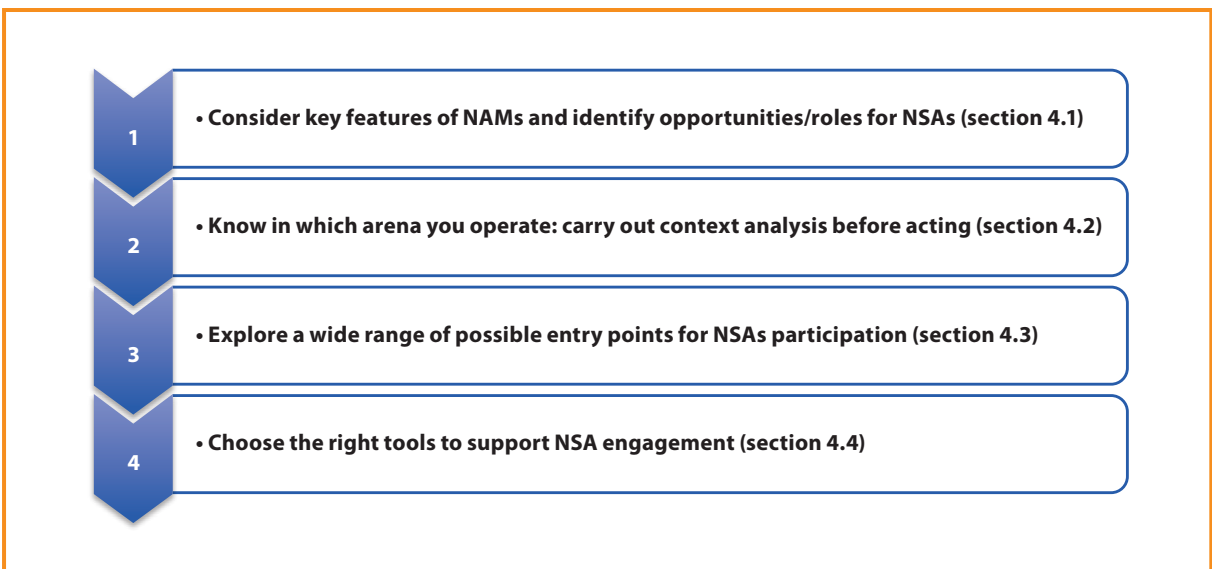 1
• Consider key features of NAMs and identify opportunities/roles for NSAs (section 4.1)
2
• Know in which arena you operate: carry out context analysis before acting (section 4.2)
3
• Explore a wide range of possible entry points for NSAs participation (section 4.3)
4
• Choose the right tools to support NSA engagement (section 4.4)